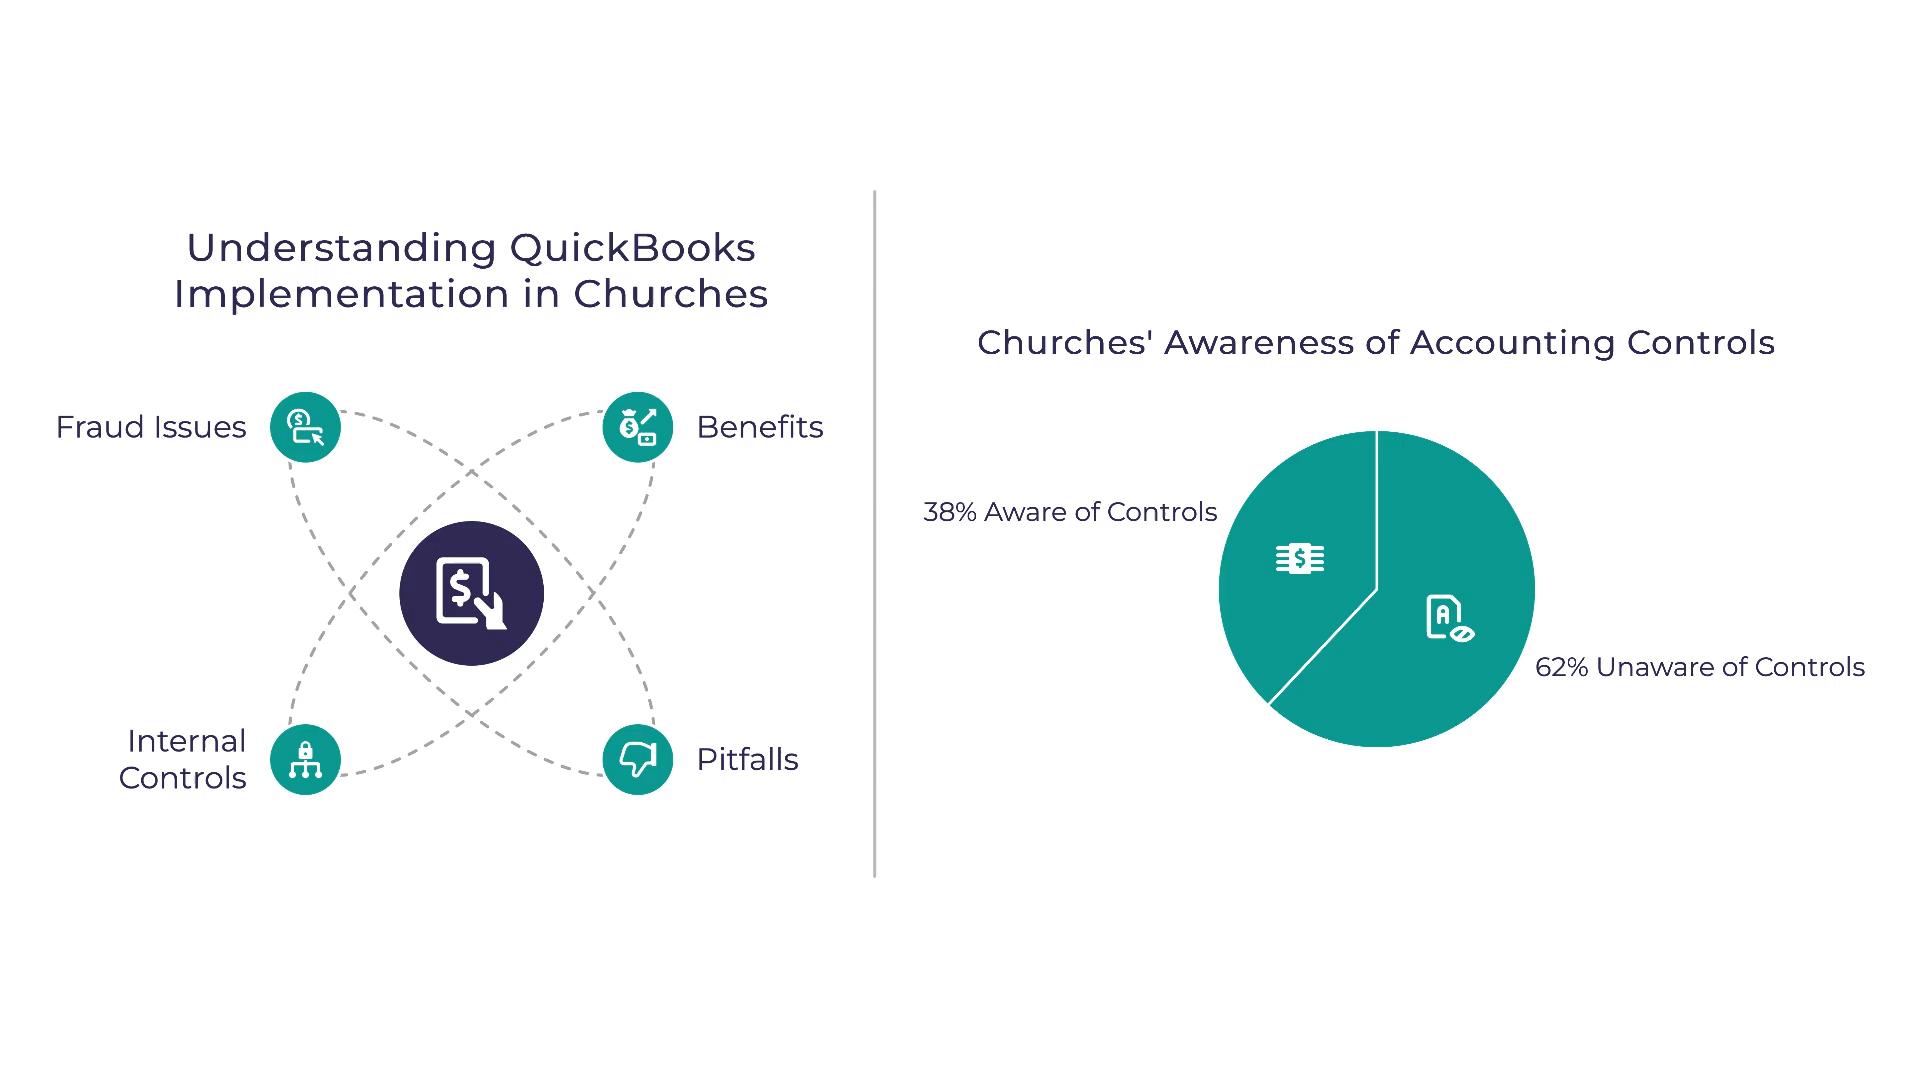 Understanding QuickBooks
Implementation in Churches
Fraud Issues
Benefits
Internal
Controls
Pitfalls
Churches' Awareness of Accounting Controls
38% Aware of Controls
62% Unaware of Controls